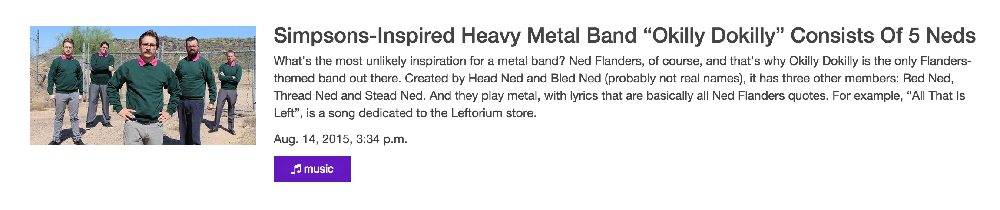 Simpsons-Inspired Heavy Metal Band “Okilly Dokilly” Consists Of 5 Neds
What's the most unlikely inspiration for a metal band? Ned Flanders, of course, and that's why Okilly Dokilly is the only Flanders-
themed band out there. Created by Head Ned and Bled Ned (probably not real names), it has three other members: Red Ned,
Thread Ned and Stead Ned. And they play metal, with lyrics that are basically all Ned Flanders quotes. For example, “All That Is
Left”, is a song dedicated to the Leftorium store.
Aug. 14, 2015, 3:34 p.m.
music